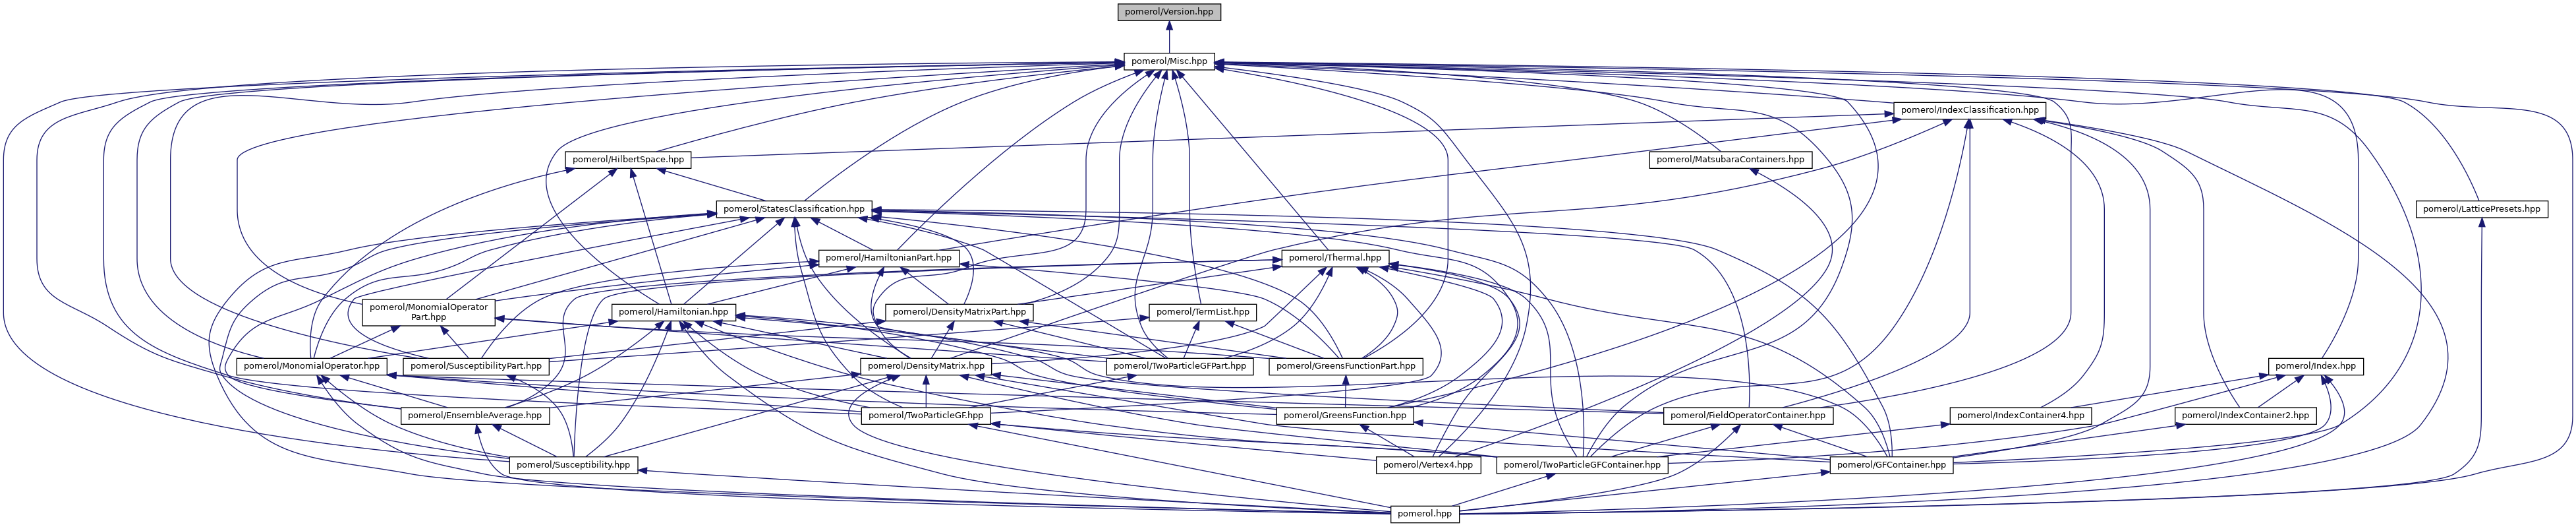 pomerol/Version.hpp
pomerol/Misc.hpp
pomerol/IndexClassification.hpp
pomerol/HilbertSpace.hpp
pomerol/MatsubaraContainers.hpp
pomerol/StatesClassification.hpp
pomerol/LatticePresets.hpp
pomerol/HamiltonianPart.hpp
pomerol/Thermal.hpp
pomerol/MonomialOperator
Part.hpp
pomerol/Hamiltonian.hpp
pomerol/DensityMatrixPart.hpp
pomerol/TermList.hpp
pomerol/MonomialOperator.hpp
pomerol/SusceptibilityPart.hpp
pomerol/DensityMatrix.hpp
pomerol/TwoParticleGFPart.hpp
pomerol/GreensFunctionPart.hpp
pomerol/Index.hpp
pomerol/EnsembleAverage.hpp
pomerol/TwoParticleGF.hpp
pomerol/GreensFunction.hpp
pomerol/FieldOperatorContainer.hpp
pomerol/IndexContainer4.hpp
pomerol/IndexContainer2.hpp
pomerol/Susceptibility.hpp
pomerol/Vertex4.hpp
pomerol/TwoParticleGFContainer.hpp
pomerol/GFContainer.hpp
pomerol.hpp